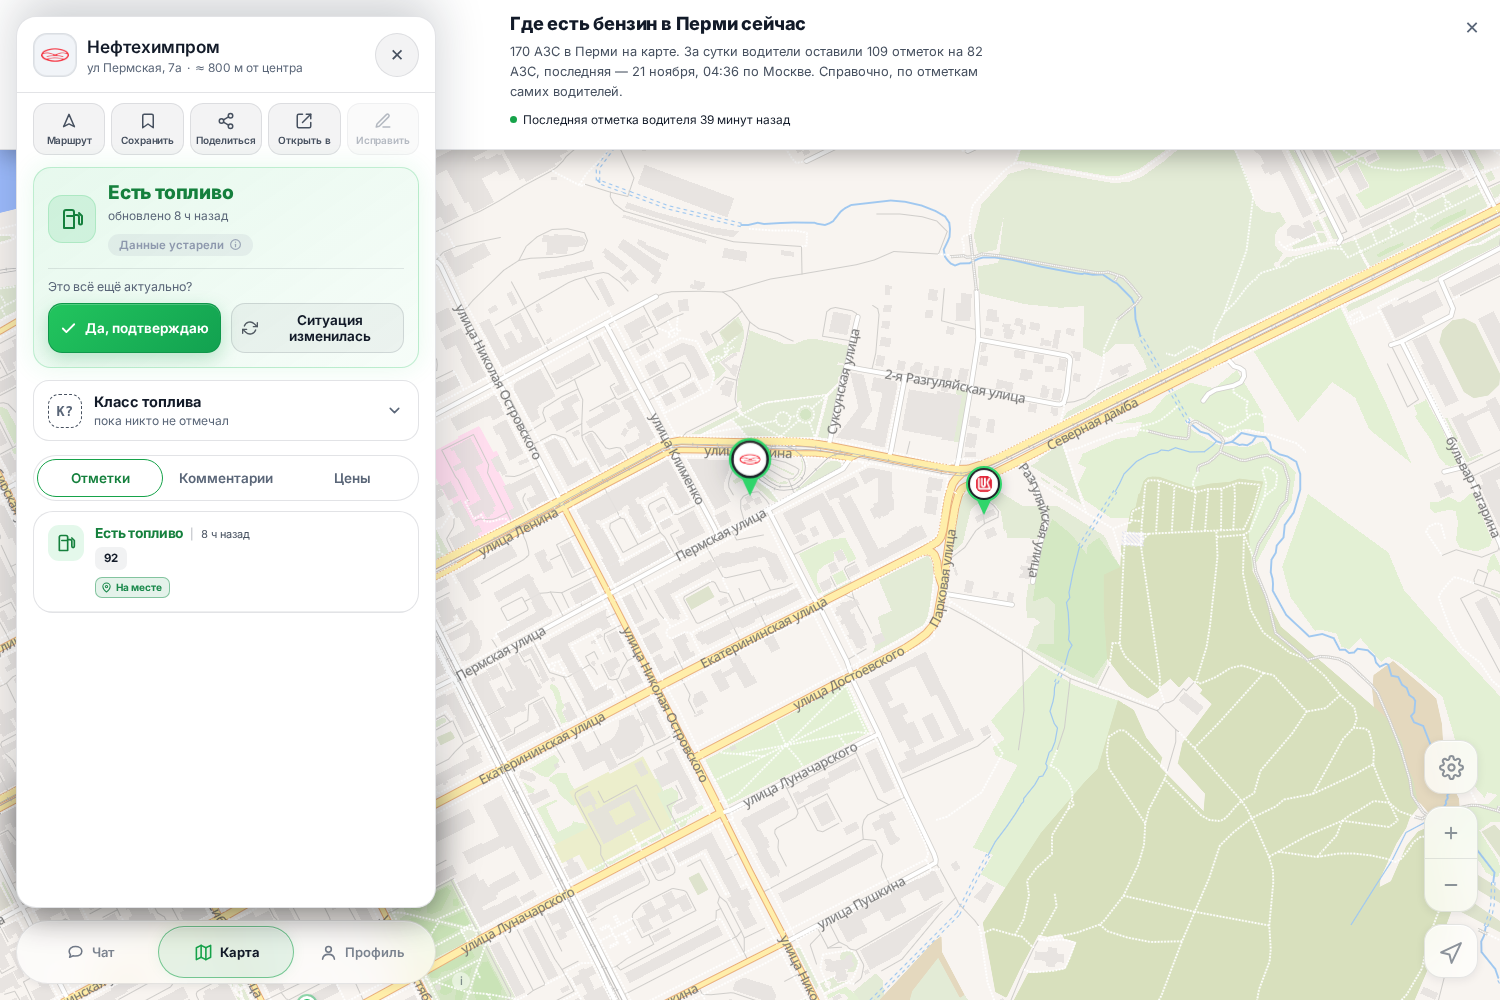 Нефтехимпром
ул Пермская, 7а · ≈ 800 м от центра
Маршрут
Сохранить
Поделиться
Открыть в
Исправить
Есть топливо
обновлено 8 ч назад
Данные устарели
Это всё ещё актуально?
Да, подтверждаю
Ситуация
изменилась
K?
Класс топлива
пока никто не отмечал
Отметки
Комментарии
Цены
Есть топливо | 8 ч назад
92
На месте
Чат
Карта
Профиль
Где есть бензин в Перми сейчас
170 АЗС в Перми на карте. За сутки водители оставили 109 отметок на 82
АЗС, последняя — 21 ноября, 04:36 по Москве. Справочно, по отметкам
самих водителей.
Последняя отметка водителя 39 минут назад
улица Николая Островского
улица Клименко
Суксунская улица
2-я Разгуляйская улица
Северная дамба
Разгуляйская улица
бульвар Гагарина
улица Ленина
Пермская улица
Парковая улица
Екатерининская улица
Пермская улица
улица Достоевского
улица Николая Островского
Екатерининская улица
улица Луначарского
улица Пушкина
улица Луначарского